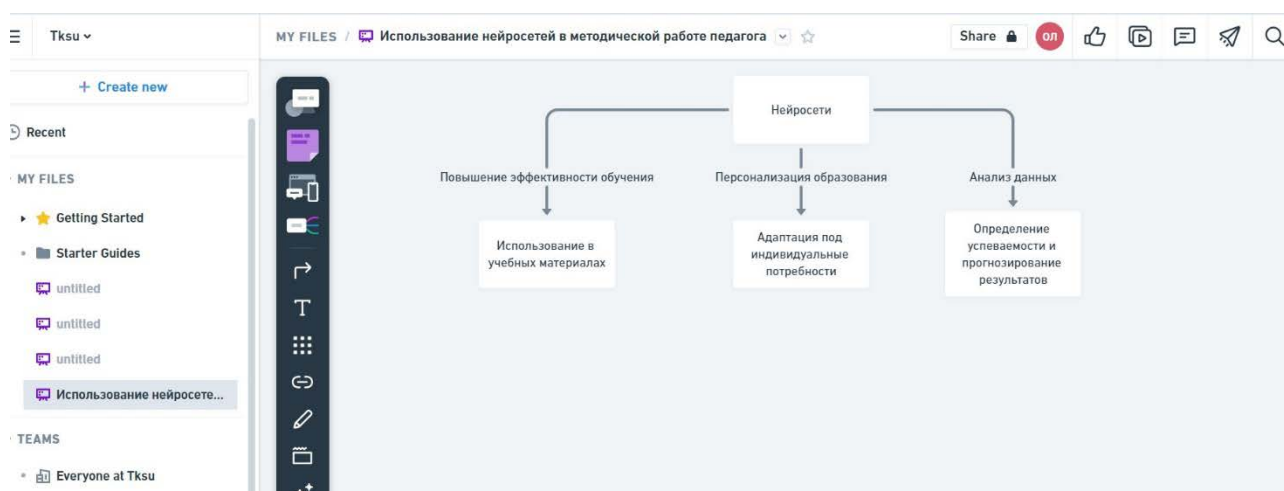 Tksu
MY FILES / Использование нейросетей в методической работе педагога
Share
ОЛ
+ Create new
Recent
MY FILES
Getting Started
Starter Guides
untitled
untitled
untitled
Использование нейросете...
TEAMS
Everyone at Tksu
T
Нейросети
Повышение эффективности обучения
Персонализация образования
Анализ данных
Использование в
учебных материалах
Адаптация под
индивидуальные
потребности
Определение
успеваемости и
прогнозирование
результатов